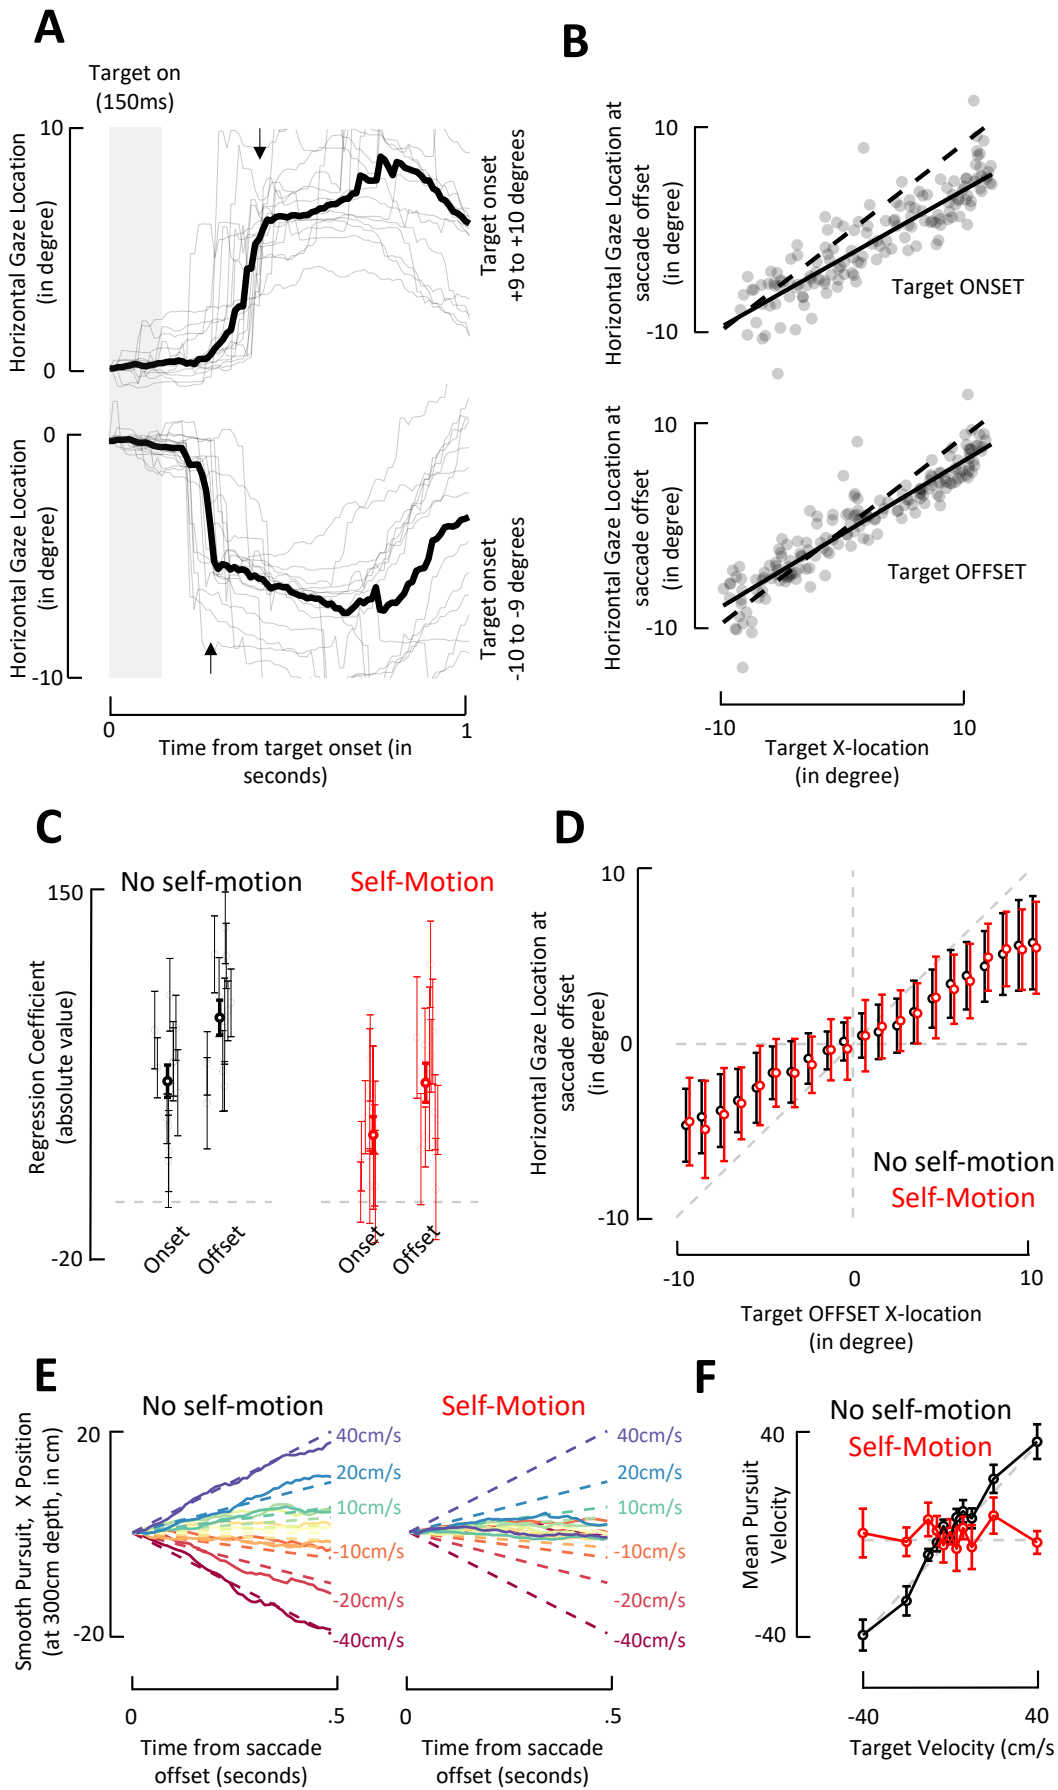 A
Target on
(150ms)
Horizontal Gaze Location
(in degree)
10
0
Target onset
+9 to +10 degrees
Horizontal Gaze Location
(in degree)
0
-10
Target onset
-10 to -9 degrees
0
1
Time from target onset (in
seconds)
B
Horizontal Gaze Location at
saccade offset
(in degree)
10
-10
Target ONSET
Horizontal Gaze Location at
saccade offset
(in degree)
10
-10
Target OFFSET
-10
10
Target X-location
(in degree)
C
No self-motion
Self-Motion
Regression Coefficient
(absolute value)
150
-20
Onset
Offset
Onset
Offset
D
Horizontal Gaze Location at
saccade offset
(in degree)
10
0
-10
No self-motion
Self-Motion
-10
0
10
Target OFFSET X-location
(in degree)
E
No self-motion
Self-Motion
Smooth Pursuit, X Position
(at 300cm depth, in cm)
20
-20
40cm/s
20cm/s
10cm/s
-10cm/s
-20cm/s
-40cm/s
40cm/s
20cm/s
10cm/s
-10cm/s
-20cm/s
-40cm/s
0
.5
0
.5
Time from saccade
offset (seconds)
Time from saccade
offset (seconds)
F
No self-motion
Self-Motion
Mean Pursuit
Velocity
40
-40
-40
40
Target Velocity (cm/s